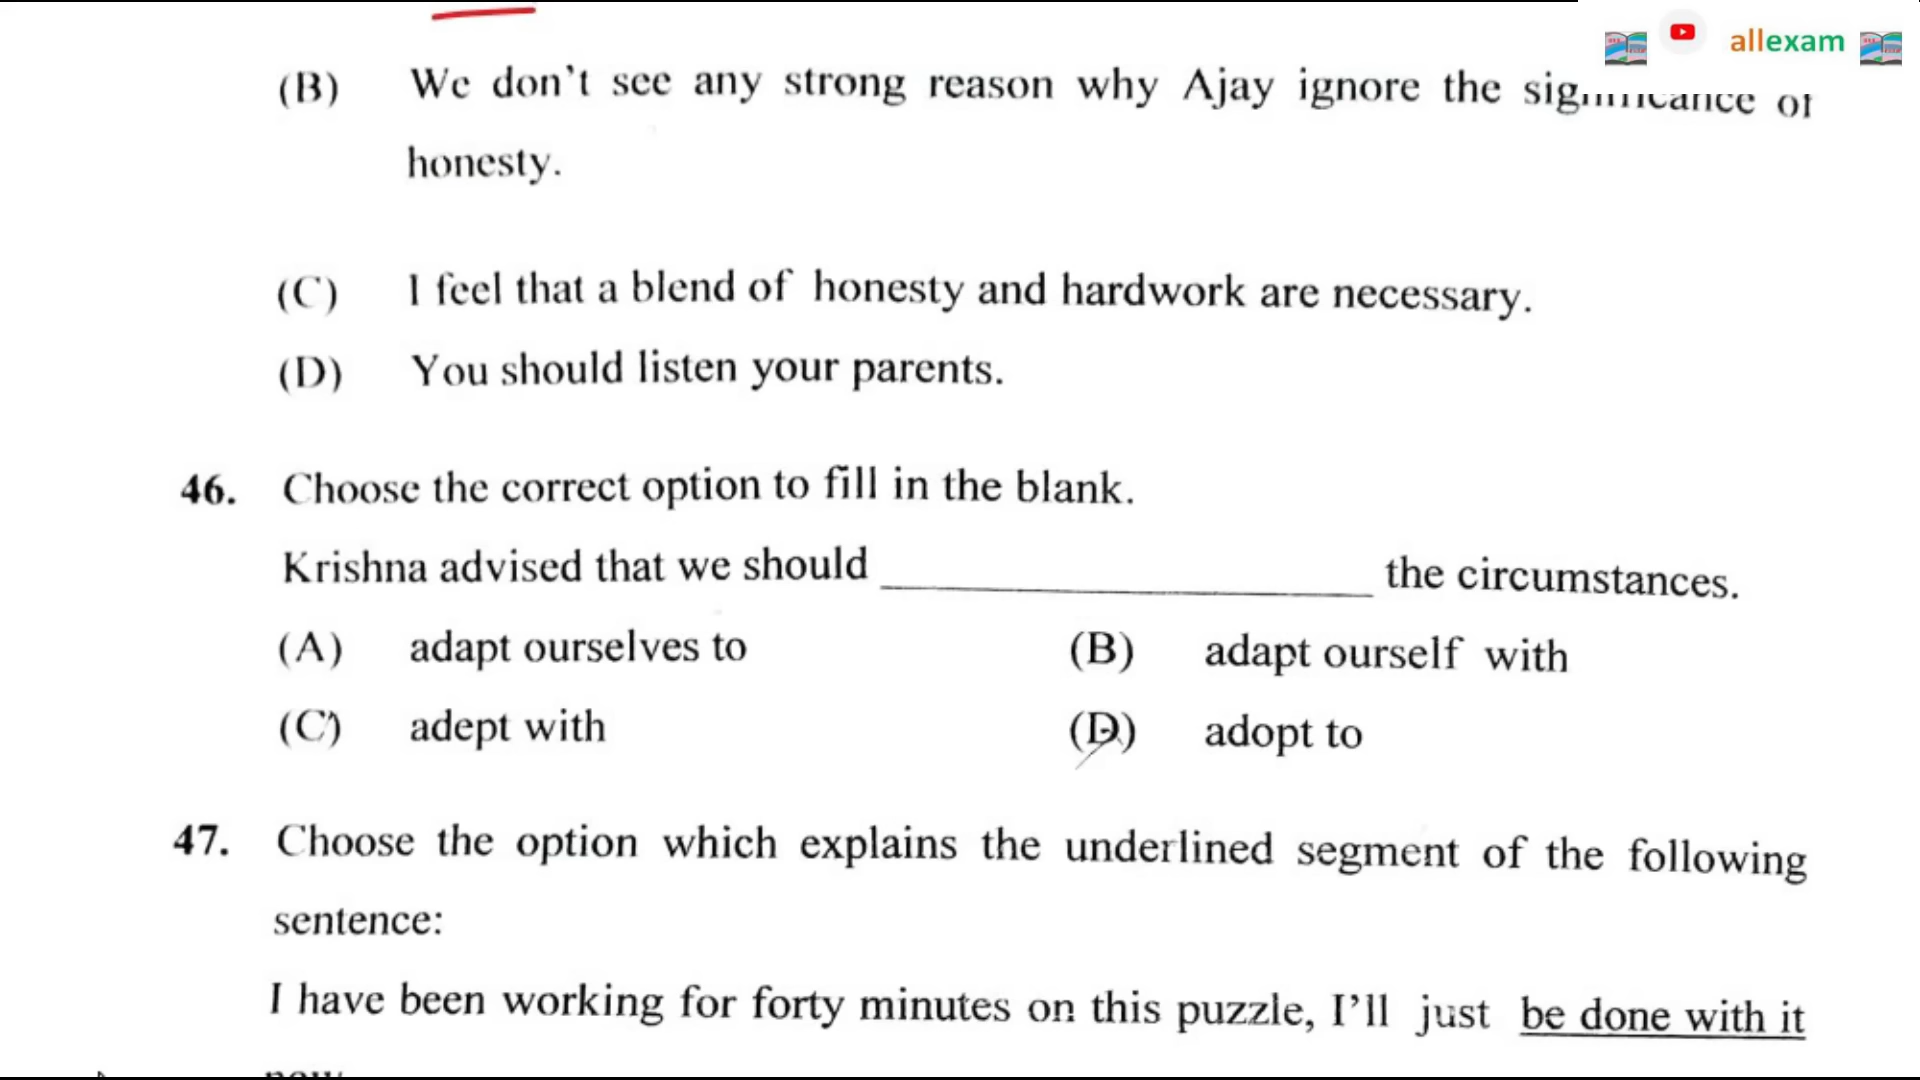 allexam
(B) We don't see any strong reason why Ajay ignore the significance of
honesty.
(C) I feel that a blend of honesty and hardwork are necessary.
(D) You should listen your parents.
46. Choose the correct option to fill in the blank.
Krishna advised that we should ____________ the circumstances.
(A) adapt ourselves to (B) adapt ourself with
(C) adept with (D) adopt to
47. Choose the option which explains the underlined segment of the following
sentence:
I have been working for forty minutes on this puzzle, I'll just be done with it